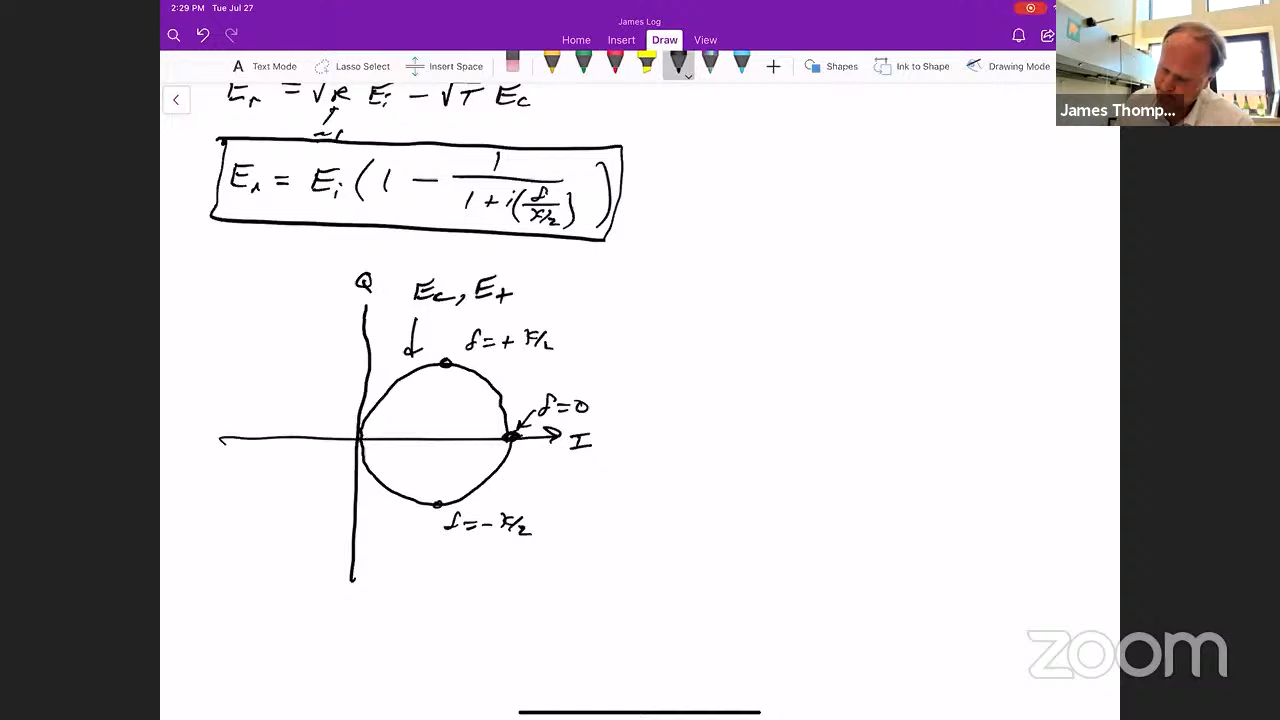 2:29 PM Tue Jul 27
James Log
Home Insert Draw View
Text Mode Lasso Select Insert Space Shapes Ink to Shape Drawing Mode
James Thomp...
E_r = √R E_i - √T E_c
~1
E_r = E_i (1 - 1/(1 + i(δ/(κ/2))))
Q
E_c, E_t
δ = + κ/2
δ = 0
I
δ = - κ/2
zoom